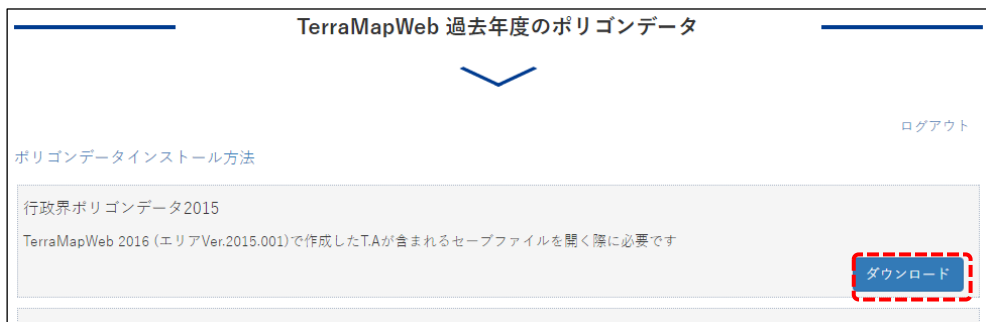 TerraMapWeb 過去年度のポリゴンデータ
ログアウト
ポリゴンデータインストール方法
行政界ポリゴンデータ2015
TerraMapWeb 2016 (エリアVer.2015.001)で作成したT.Aが含まれるセーブファイルを開く際に必要です
ダウンロード